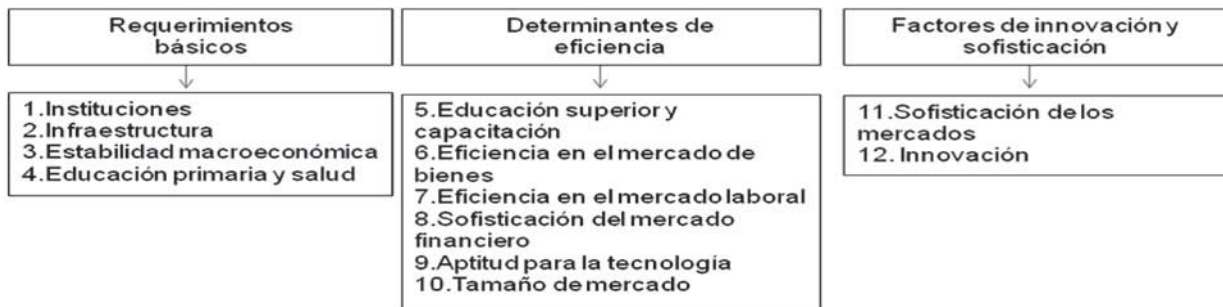 Requerimientos
básicos
1.Instituciones
2.Infraestructura
3.Estabilidad macroeconómica
4.Educación primaria y salud
Determinantes de
eficiencia
5.Educación superior y
capacitación
6.Eficiencia en el mercado de
bienes
7.Eficiencia en el mercado laboral
8.Sofisticación del mercado
financiero
9.Aptitud para la tecnología
10.Tamaño de mercado
Factores de innovación y
sofisticación
11.Sofisticación de los
mercados
12. Innovación